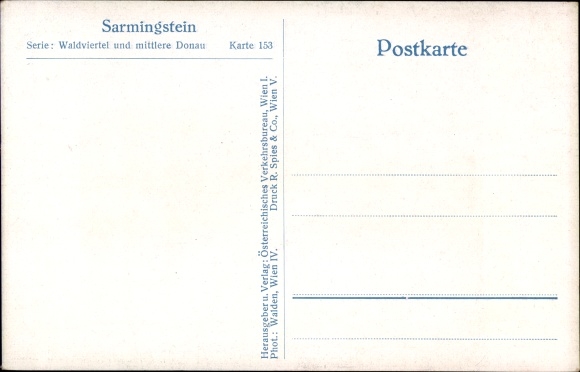 Sarmingstein
Serie: Waldviertel und mittlere Donau Karte 153
Postkarte
Herausgeber u. Verlag: Österreichisches Verkehrsbureau, Wien I.
Phot.: Walden, Wien IV. Druck R. Spies & Co., Wien V.